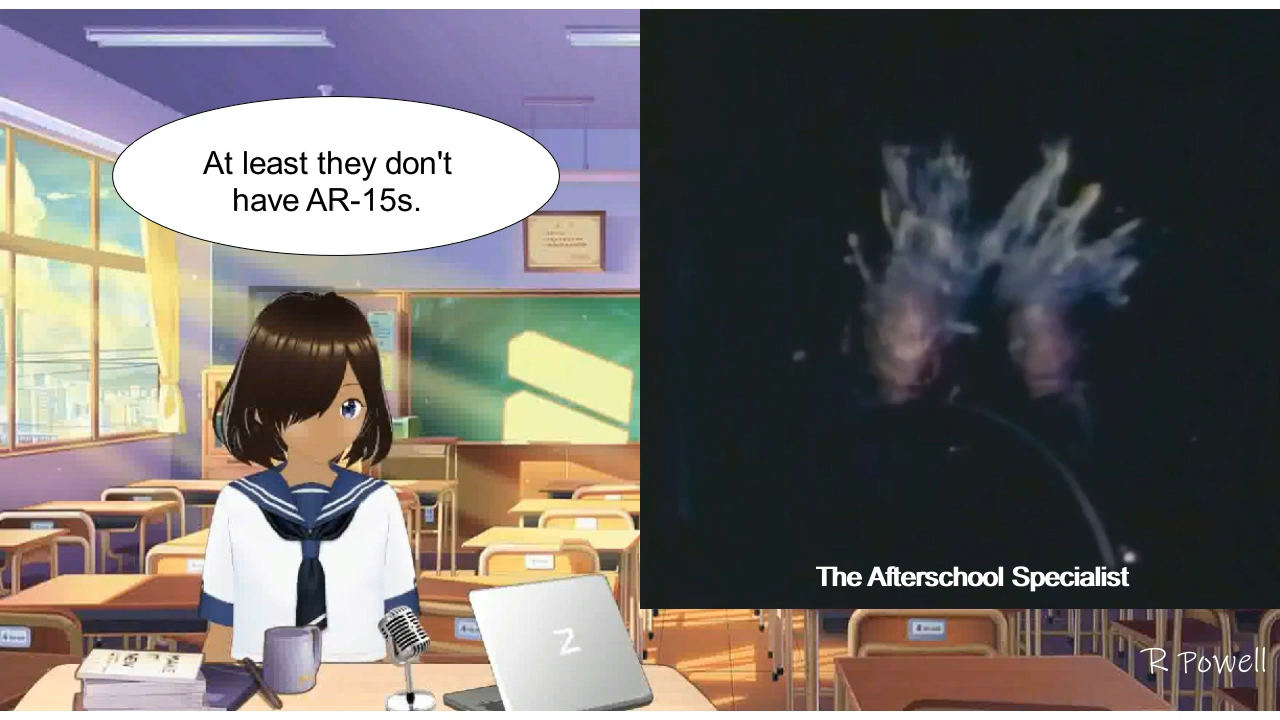 At least they don't
have AR-15s.
The Afterschool Specialist
Z
R Powell